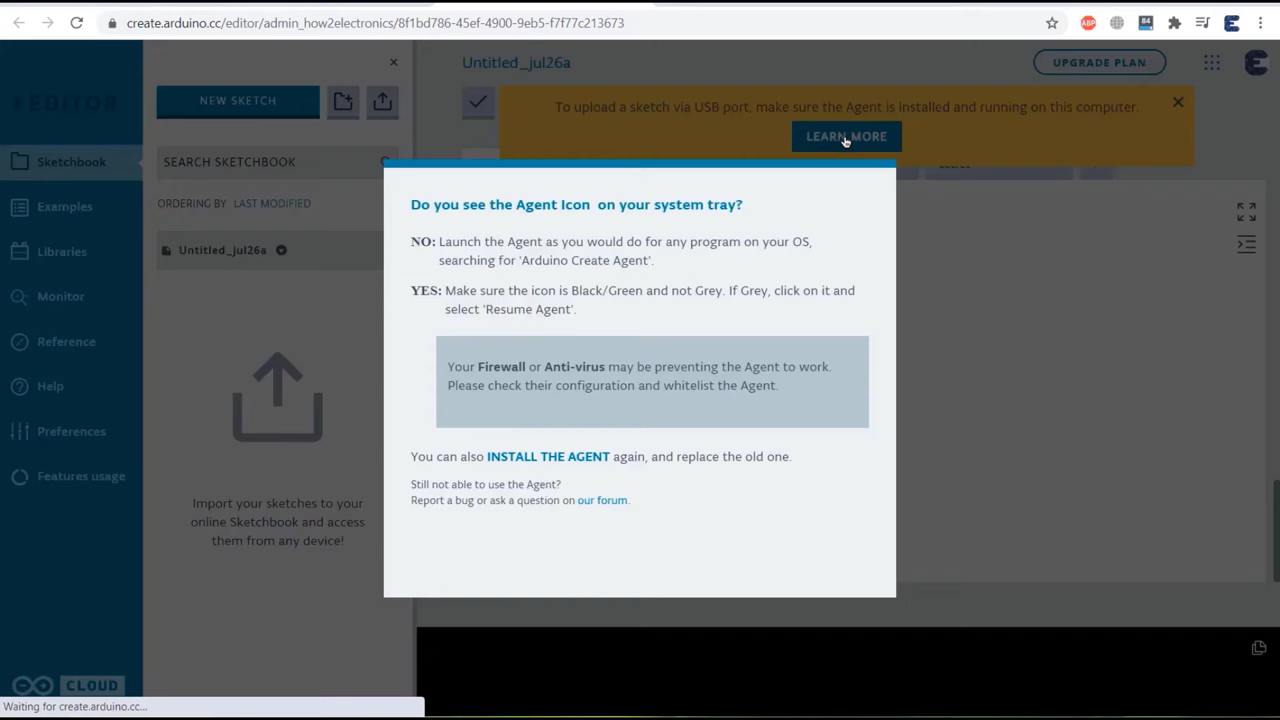 create.arduino.cc/editor/admin_how2electronics/8f1bd786-45ef-4900-9eb5-f7f77c213673
ABP
84
EDITOR
Untitled_jul26a
UPGRADE PLAN
NEW SKETCH
To upload a sketch via USB port, make sure the Agent is installed and running on this computer.
LEARN MORE
Sketchbook
SEARCH SKETCHBOOK
Examples
ORDERING BY LAST MODIFIED
Libraries
Untitled_jul26a
Monitor
Reference
Help
Preferences
Features usage
Import your sketches to your
online Sketchbook and access
them from any device!
Do you see the Agent Icon on your system tray?
NO: Launch the Agent as you would do for any program on your OS,
searching for 'Arduino Create Agent'.
YES: Make sure the icon is Black/Green and not Grey. If Grey, click on it and
select 'Resume Agent'.
Your Firewall or Anti-virus may be preventing the Agent to work.
Please check their configuration and whitelist the Agent.
You can also INSTALL THE AGENT again, and replace the old one.
Still not able to use the Agent?
Report a bug or ask a question on our forum.
CLOUD
Waiting for create.arduino.cc...